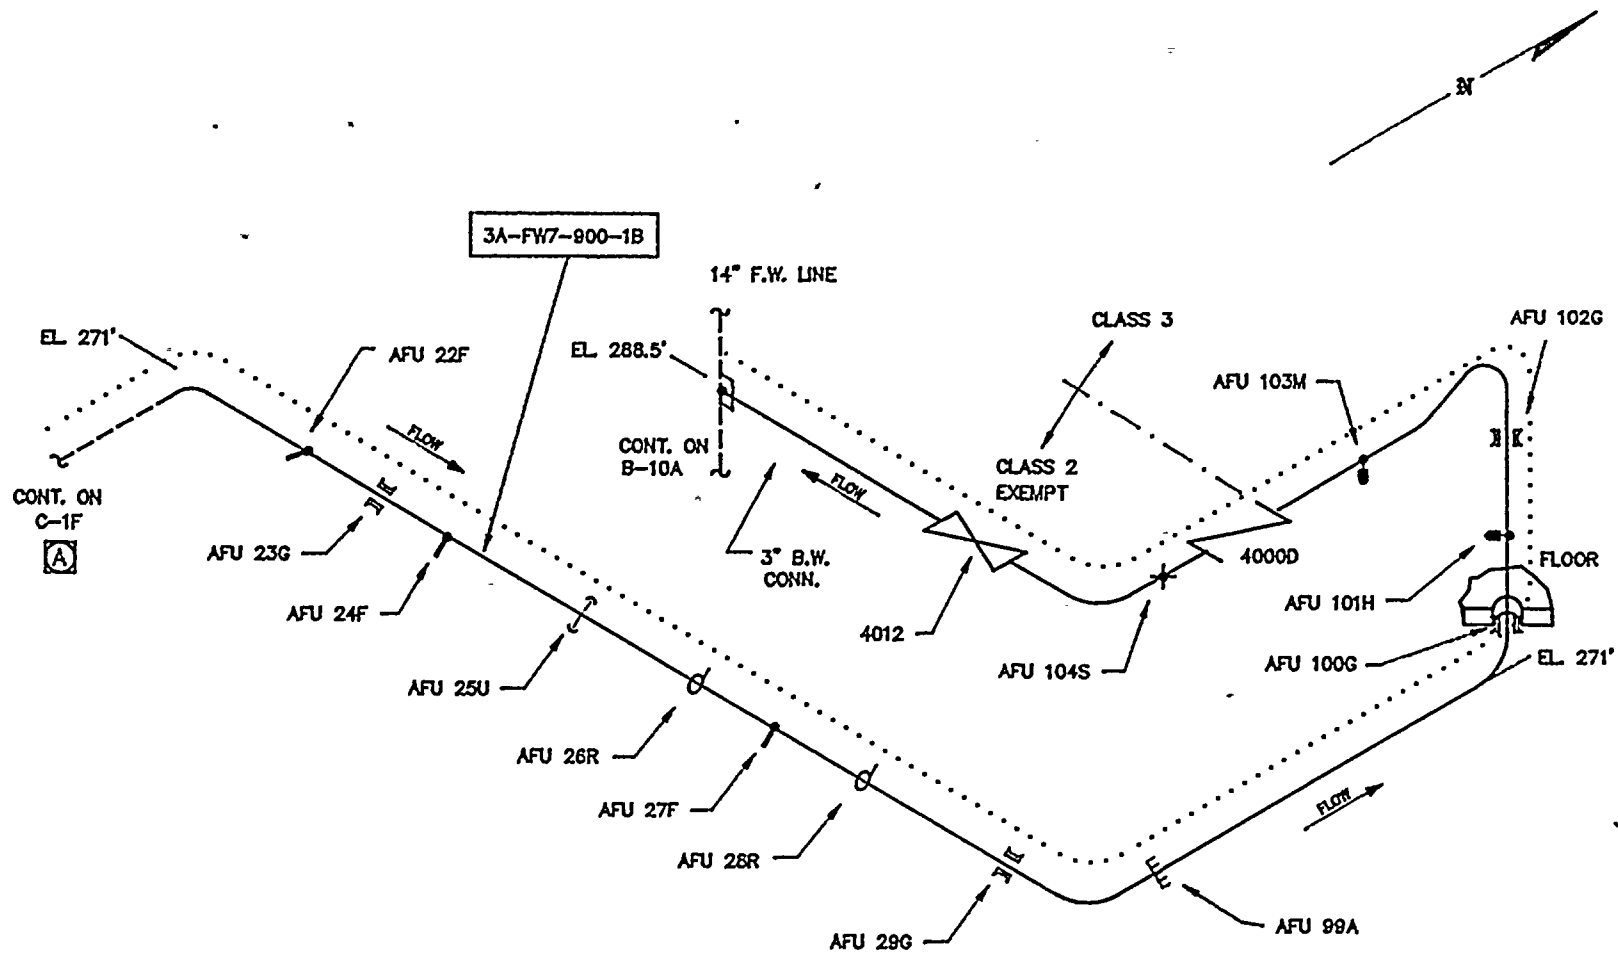 N
3A-FW7-900-1B
14" F.W. LINE
CLASS 3
AFU 102G
EL. 271'
AFU 22F
EL. 288.5'
AFU 103M
FLOW
CONT. ON
B-10A
CLASS 2
EXEMPT
FLOW
CONT. ON
C-1F
A
AFU 23G
3" B.W.
CONN.
4000D
FLOOR
AFU 24F
4012
AFU 101H
AFU 104S
AFU 100G
EL. 271'
AFU 25U
AFU 26R
AFU 27F
FLOW
AFU 28R
AFU 29G
AFU 99A